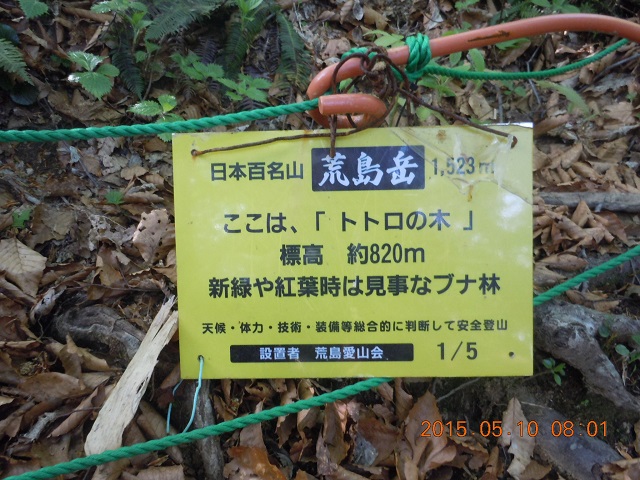 日本百名山 荒島岳 1,523m
ここは、「 トトロの木 」
標高 約820m
新緑や紅葉時は見事なブナ林
天候・体力・技術・装備等総合的に判断して安全登山
設置者 荒島愛山会 1/5
2015.05.10 08:01